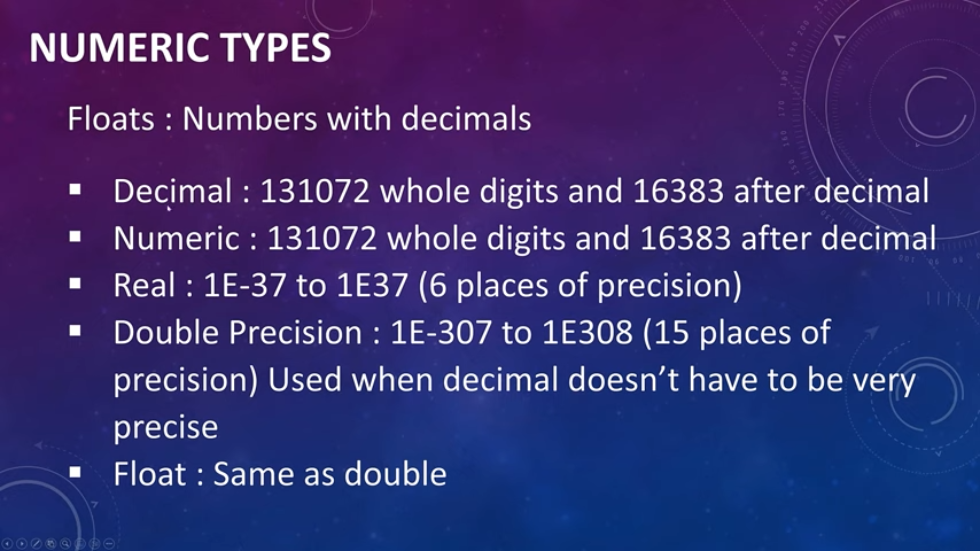 NUMERIC TYPES
Floats : Numbers with decimals
▪ Decimal : 131072 whole digits and 16383 after decimal
▪ Numeric : 131072 whole digits and 16383 after decimal
▪ Real : 1E-37 to 1E37 (6 places of precision)
▪ Double Precision : 1E-307 to 1E308 (15 places of
precision) Used when decimal doesn’t have to be very
precise
▪ Float : Same as double